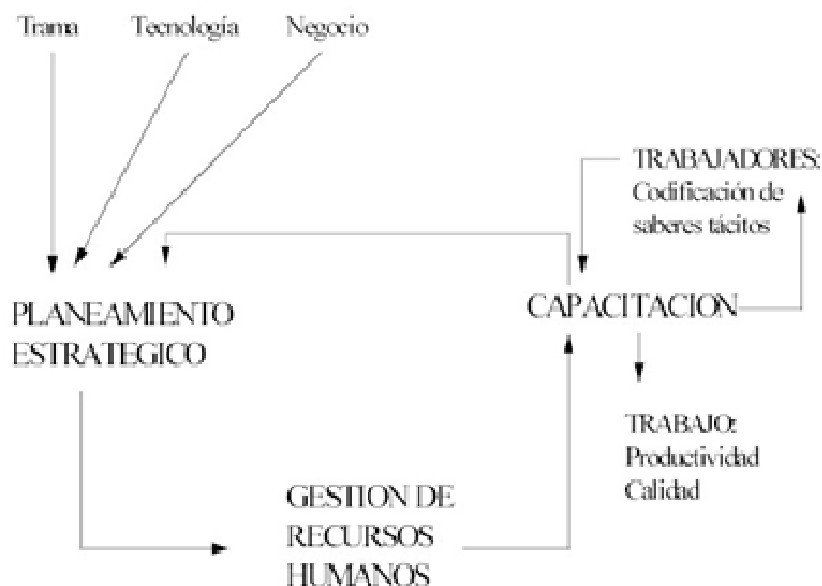 Trama Tecnología Negocio
TRABAJADORES:
Codificación de
saberes tácitos
PLANEAMIENTO
ESTRATEGICO
CAPACITACION
TRABAJO:
Productividad
Calidad
GESTION DE
RECURSOS
HUMANOS